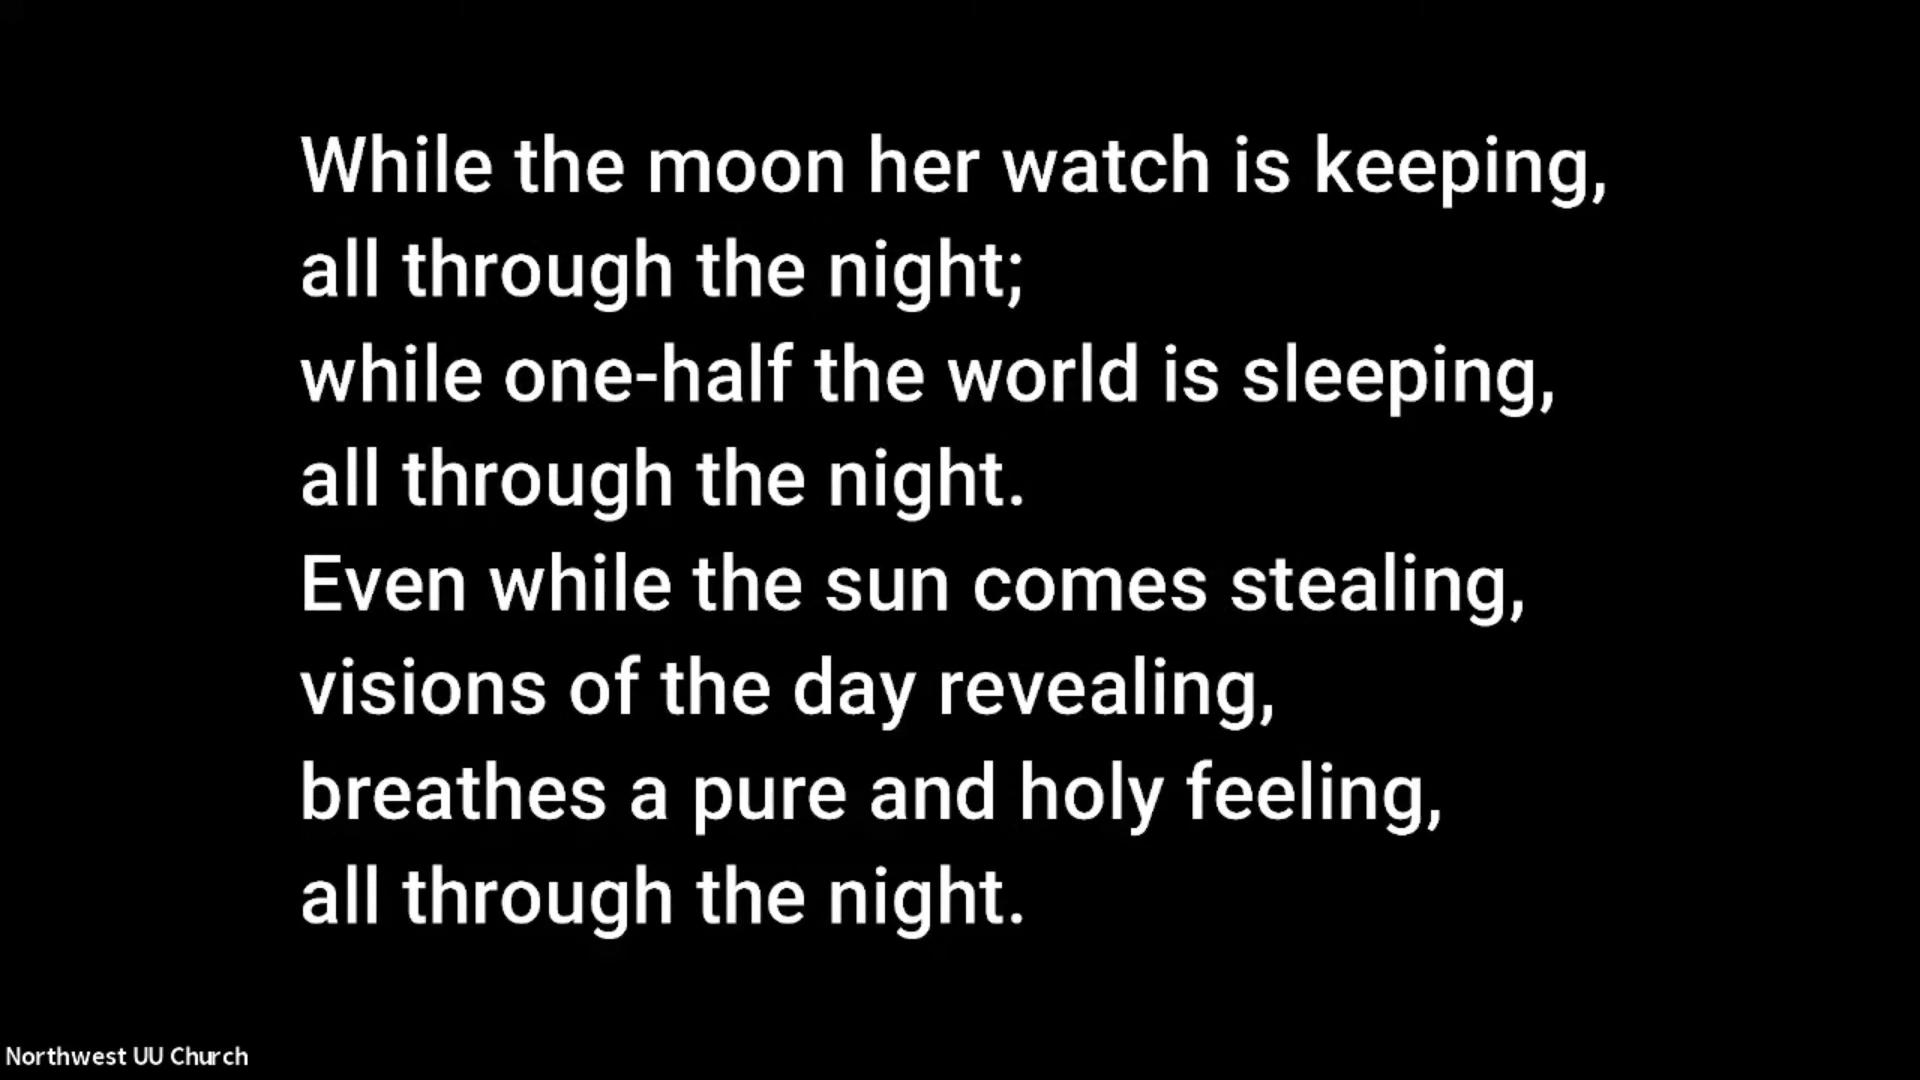 While the moon her watch is keeping,
all through the night;
while one-half the world is sleeping,
all through the night.
Even while the sun comes stealing,
visions of the day revealing,
breathes a pure and holy feeling,
all through the night.
Northwest UU Church